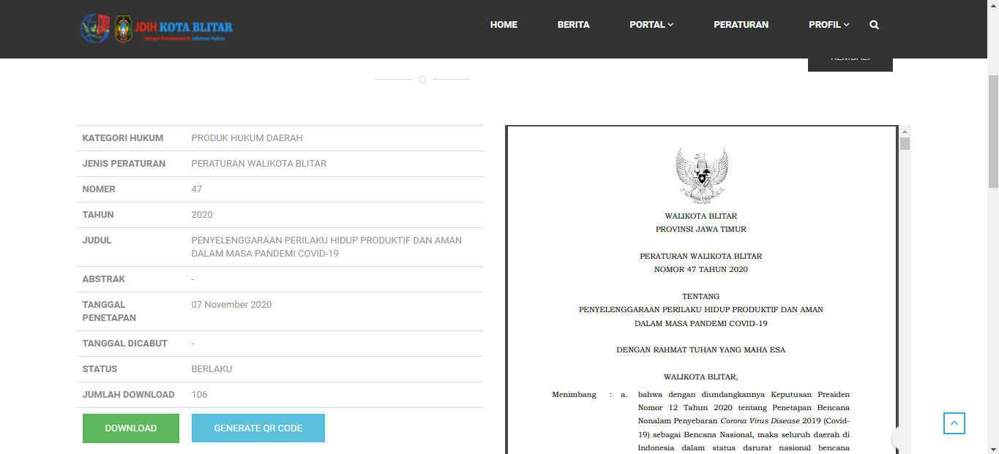 JDIH KOTA BLITAR
Jaringan Dokumentasi & Informasi Hukum
HOME
BERITA
PORTAL
PERATURAN
PROFIL
KATEGORI HUKUM PRODUK HUKUM DAERAH
JENIS PERATURAN PERATURAN WALIKOTA BLITAR
NOMER 47
TAHUN 2020
JUDUL PENYELENGGARAAN PERILAKU HIDUP PRODUKTIF DAN AMAN
DALAM MASA PANDEMI COVID-19
ABSTRAK -
TANGGAL 07 November 2020
PENETAPAN
TANGGAL DICABUT -
STATUS BERLAKU
JUMLAH DOWNLOAD 106
DOWNLOAD
GENERATE QR CODE
WALIKOTA BLITAR
PROVINSI JAWA TIMUR
PERATURAN WALIKOTA BLITAR
NOMOR 47 TAHUN 2020
TENTANG
PENYELENGGARAAN PERILAKU HIDUP PRODUKTIF DAN AMAN
DALAM MASA PANDEMI COVID-19
DENGAN RAHMAT TUHAN YANG MAHA ESA
WALIKOTA BLITAR,
Menimbang : a. bahwa dengan diundangkannya Keputusan Presiden
Nomor 12 Tahun 2020 tentang Penetapan Bencana
Nonalam Penyebaran Corona Virus Disease 2019 (Covid-
19) sebagai Bencana Nasional, maka seluruh daerah di
Indonesia dalam status darurat nasional bencana